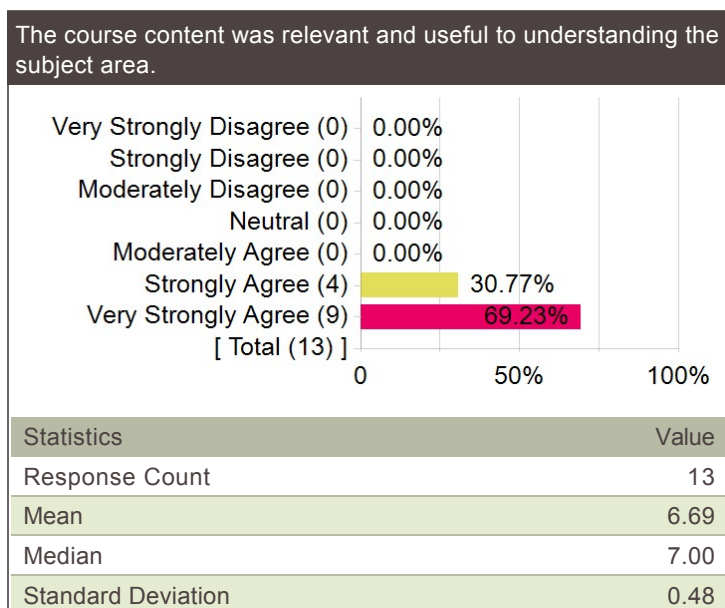 The course content was relevant and useful to understanding the
subject area.
Very Strongly Disagree (0) 0.00%
Strongly Disagree (0) 0.00%
Moderately Disagree (0) 0.00%
Neutral (0) 0.00%
Moderately Agree (0) 0.00%
Strongly Agree (4) 30.77%
Very Strongly Agree (9) 69.23%
[ Total (13) ]
0 50% 100%
Statistics Value
Response Count 13
Mean 6.69
Median 7.00
Standard Deviation 0.48